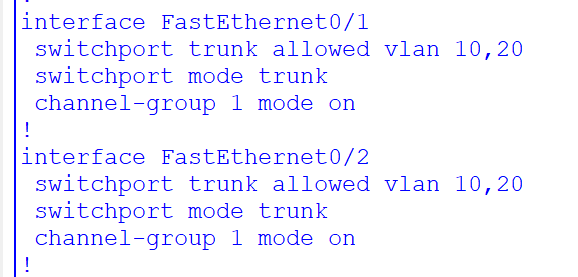 !
interface FastEthernet0/1
 switchport trunk allowed vlan 10,20
 switchport mode trunk
 channel-group 1 mode on
!
interface FastEthernet0/2
 switchport trunk allowed vlan 10,20
 switchport mode trunk
 channel-group 1 mode on
!